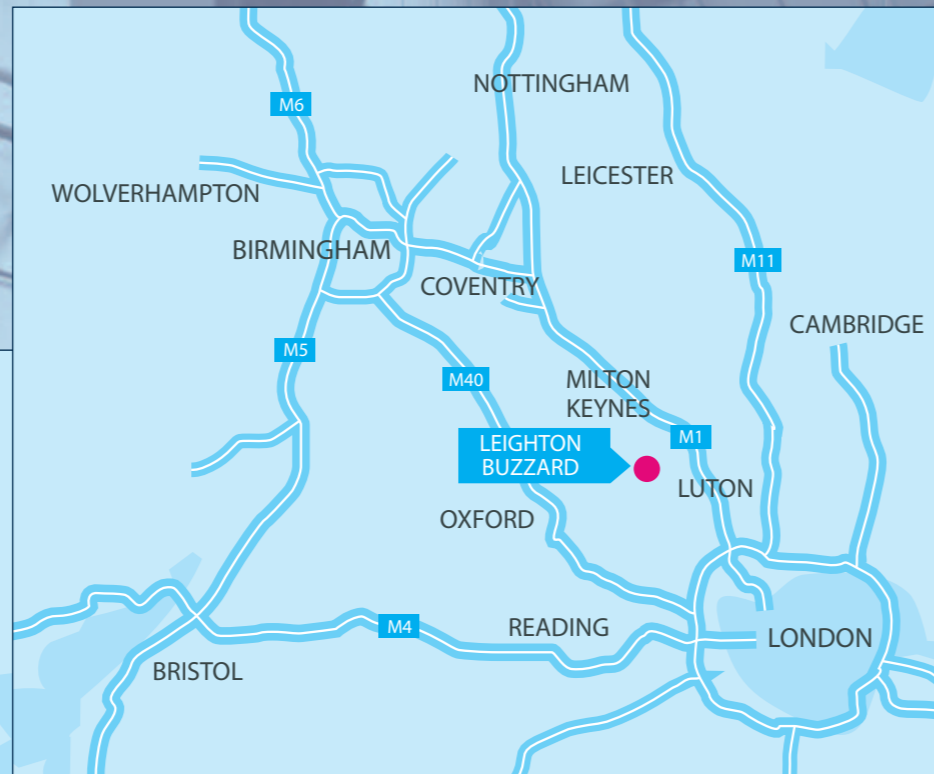 NOTTINGHAM
M6
LEICESTER
WOLVERHAMPTON
BIRMINGHAM
M11
COVENTRY
CAMBRIDGE
M5
M40
MILTON
KEYNES
M1
LEIGHTON
BUZZARD
LUTON
OXFORD
M4
READING
LONDON
BRISTOL